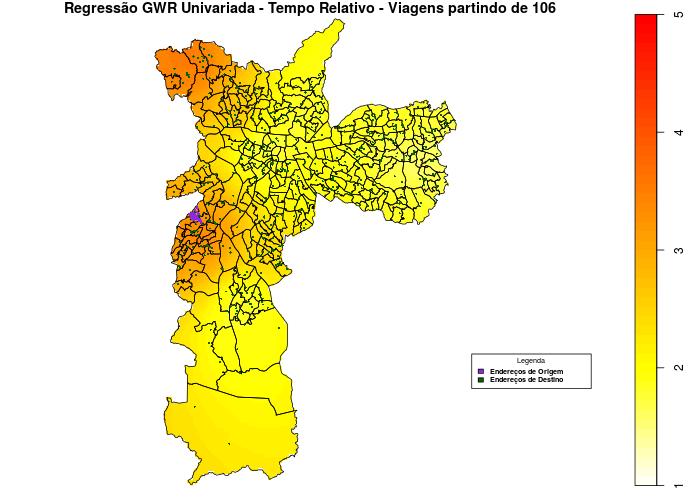 Regressão GWR Univariada - Tempo Relativo - Viagens partindo de 106
5
4
3
2
1
Legenda
Endereços de Origem
Endereços de Destino